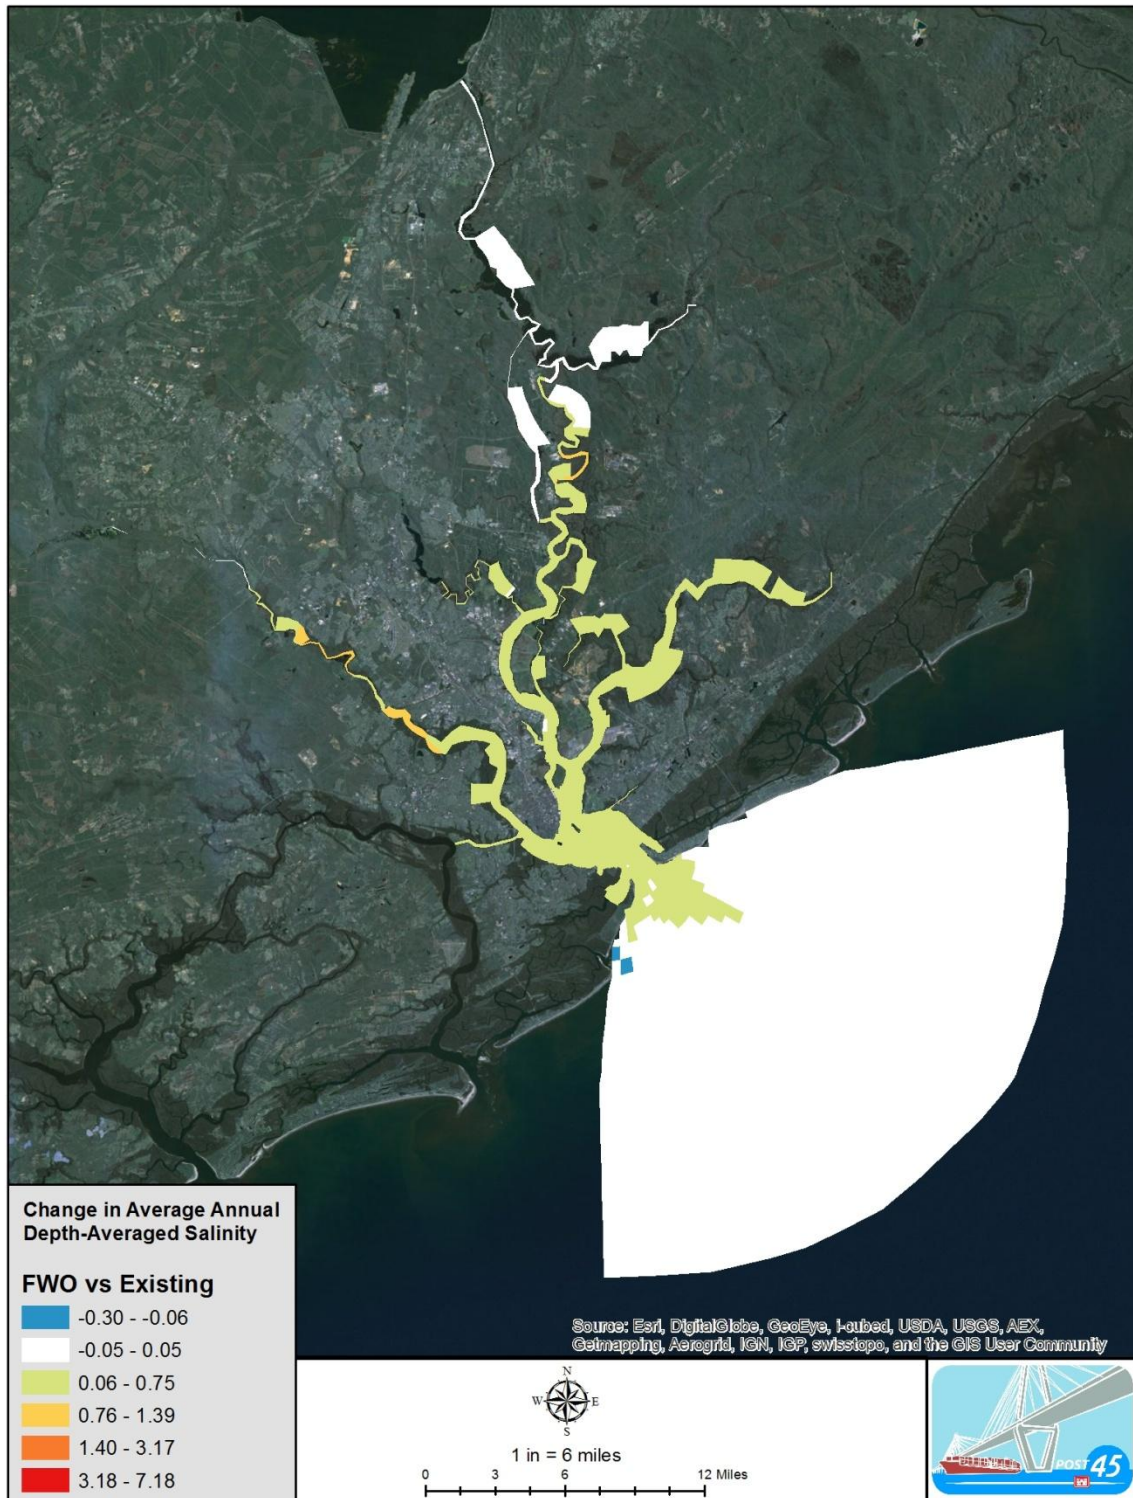 Change in Average Annual
Depth-Averaged Salinity
FWO vs Existing
-0.30 - -0.06
-0.05 - 0.05
0.06 - 0.75
0.76 - 1.39
1.40 - 3.17
3.18 - 7.18
Source: Esri, DigitalGlobe, GeoEye, i-cubed, USDA, USGS, AEX,
Getmapping, Aerogrid, IGN, IGP, swisstopo, and the GIS User Community
N
W E
S
1 in = 6 miles
0 3 6 12 Miles
POST 45